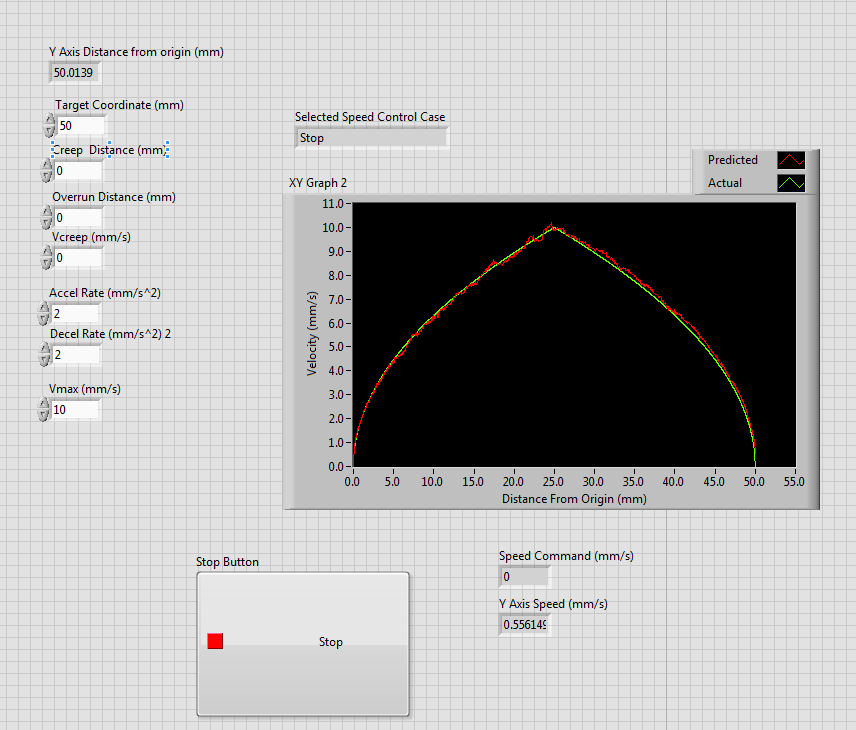 Y Axis Distance from origin (mm)
50.0139
Target Coordinate (mm)
50
Creep Distance (mm)
0
Overrun Distance (mm)
0
Vcreep (mm/s)
0
Accel Rate (mm/s^2)
2
Decel Rate (mm/s^2) 2
2
Vmax (mm/s)
10
Selected Speed Control Case
Stop
Predicted
Actual
XY Graph 2
11.0
10.0
9.0
8.0
7.0
6.0
5.0
4.0
3.0
2.0
1.0
0.0
Velocity (mm/s)
0.0 5.0 10.0 15.0 20.0 25.0 30.0 35.0 40.0 45.0 50.0 55.0
Distance From Origin (mm)
Stop Button
Stop
Speed Command (mm/s)
0
Y Axis Speed (mm/s)
0.556149